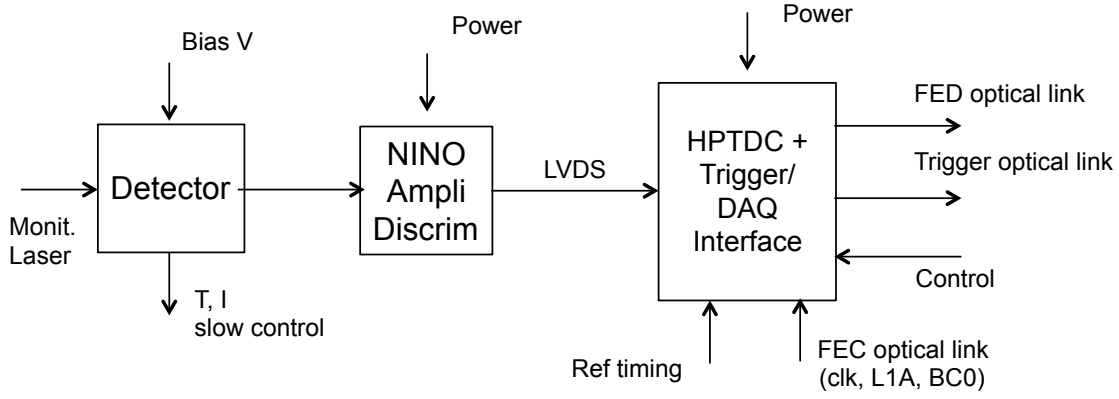 Power
Power
Bias V
FED optical link
NINO
Ampli
Discrim
HPTDC +
Trigger/
DAQ
Interface
LVDS
Trigger optical link
Detector
Monit.
Laser
Control
T, I
slow control
Ref timing
FEC optical link
(clk, L1A, BC0)